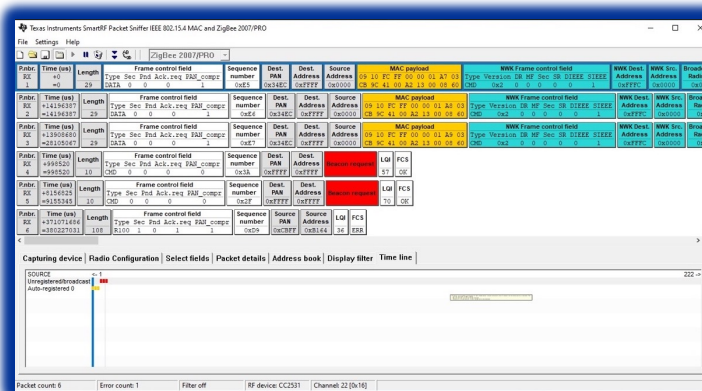 Texas Instruments SmartRF Packet Sniffer IEEE 802.15.4 MAC and ZigBee 2007/PRO
File Settings Help
ZigBee 2007/PRO
P.nbr. Time (us) Length Frame control field Sequence Dest. Dest. Source MAC payload NWK Frame control field NWK Dest. NWK Src. Broad
RX +0 Type Sec Pnd Ack.req PAN_compr number PAN Address Address 09 10 FC FF 00 00 01 A7 03 Type Version DR MF Sec SR DIEEE SIEEE Address Address Radi
1 =0 29 DATA 0 0 0 1 0xE5 0x34EC 0xFFFF 0x0000 CB 9C 41 00 A2 13 00 08 60 CMD 0x2 0 0 0 0 0 1 0xFFFC 0x0000 0x
P.nbr. Time (us) Length Frame control field Sequence Dest. Dest. Source MAC payload NWK Frame control field NWK Dest. NWK Src. Broa
RX +14196387 Type Sec Pnd Ack.req PAN_compr number PAN Address Address 09 10 FC FF 00 00 01 A8 03 Type Version DR MF Sec SR DIEEE SIEEE Address Address Rad
2 =14196387 29 DATA 0 0 0 1 0xE6 0x34EC 0xFFFF 0x0000 CB 9C 41 00 A2 13 00 08 60 CMD 0x2 0 0 0 0 0 1 0xFFFC 0x0000 0x
P.nbr. Time (us) Length Frame control field Sequence Dest. Dest. Source MAC payload NWK Frame control field NWK Dest. NWK Src. Broa
RX +13908680 Type Sec Pnd Ack.req PAN_compr number PAN Address Address 09 10 FC FF 00 00 01 A9 03 Type Version DR MF Sec SR DIEEE SIEEE Address Address Rad
3 =28105067 29 DATA 0 0 0 1 0xE7 0x34EC 0xFFFF 0x0000 CB 9C 41 00 A2 13 00 08 60 CMD 0x2 0 0 0 0 0 1 0xFFFC 0x0000 0x
P.nbr. Time (us) Length Frame control field Sequence Dest. Dest. Beacon request LQI FCS
RX +998520 Type Sec Pnd Ack.req PAN_compr number PAN Address
4 =998520 10 CMD 0 0 0 0 0x3A 0xFFFF 0xFFFF 57 OK
P.nbr. Time (us) Length Frame control field Sequence Dest. Dest. Beacon request LQI FCS
RX +8156825 Type Sec Pnd Ack.req PAN_compr number PAN Address
5 =9155345 10 CMD 0 0 0 0 0x2F 0xFFFF 0xFFFF 70 OK
P.nbr. Time (us) Length Frame control field Sequence Source Source LQI FCS
RX +371071686 Type Sec Pnd Ack.req PAN_compr number PAN Address
6 =380227031 108 R100 1 0 1 1 0xD9 0xCBFF 0xB164 36 ERR
Capturing device Radio Configuration Select fields Packet details Address book Display filter Time line
SOURCE <- 1 222 ->
Unregistered/broadcast
Auto-registered 0
Packet count: 6 Error count: 1 Filter off RF device: CC2531 Channel: 22 [0x16]